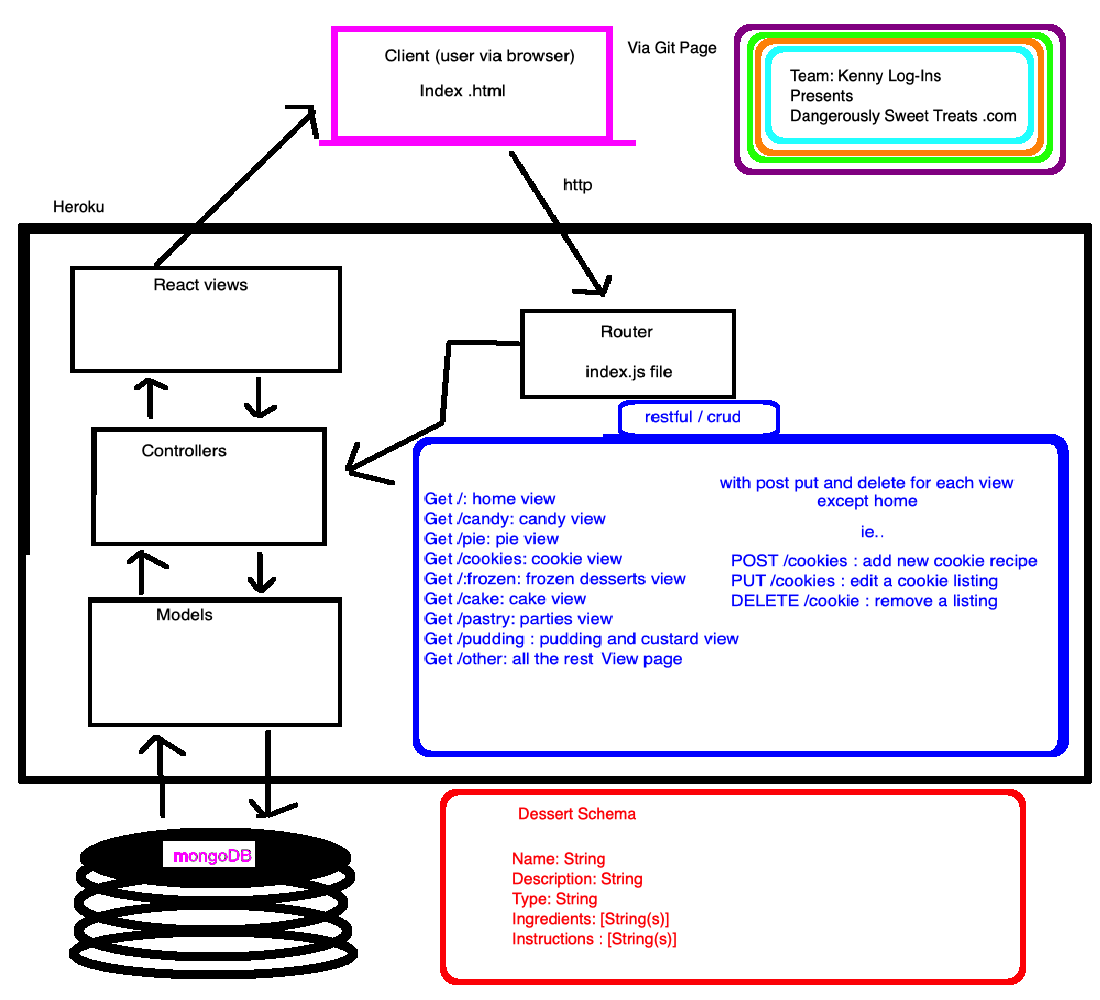 Client (user via browser)
Index .html
Via Git Page
Team: Kenny Log-Ins
Presents
Dangerously Sweet Treats .com
http
Heroku
React views
Router
index.js file
restful / crud
Controllers
Get /: home view
Get /candy: candy view
Get /pie: pie view
Get /cookies: cookie view
Get /:frozen: frozen desserts view
Get /cake: cake view
Get /pastry: parties view
Get /pudding : pudding and custard view
Get /other: all the rest View page
with post put and delete for each view
except home
ie..
POST /cookies : add new cookie recipe
PUT /cookies : edit a cookie listing
DELETE /cookie : remove a listing
Models
mongoDB
Dessert Schema
Name: String
Description: String
Type: String
Ingredients: [String(s)]
Instructions : [String(s)]